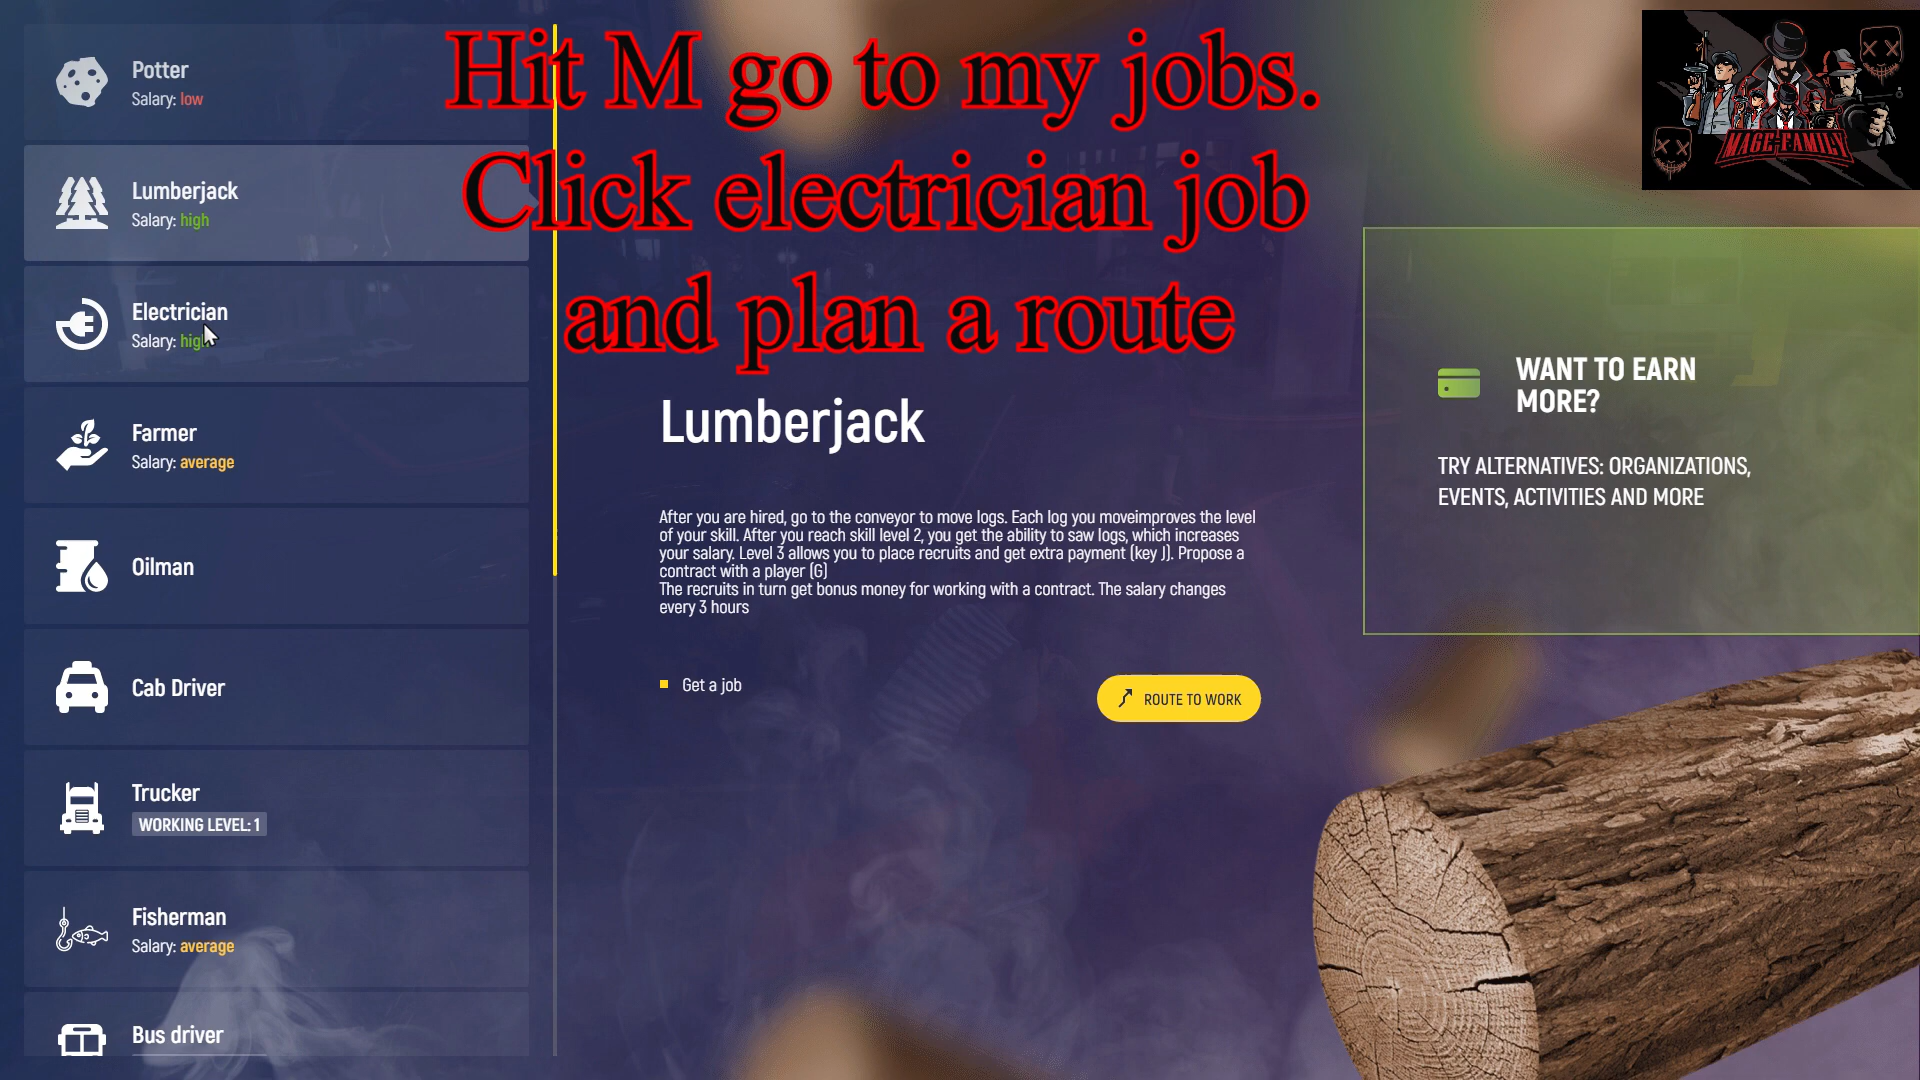 Hit M go to my jobs.
Click electrician job
and plan a route
MAGE-FAMILY
Potter
Salary: low
Lumberjack
Salary: high
Electrician
Salary: high
Farmer
Salary: average
Oilman
Cab Driver
Trucker
WORKING LEVEL: 1
Fisherman
Salary: average
Bus driver
Lumberjack
After you are hired, go to the conveyor to move logs. Each log you moveimproves the level
of your skill. After you reach skill level 2, you get the ability to saw logs, which increases
your salary. Level 3 allows you to place recruits and get extra payment (key J). Propose a
contract with a player (G)
The recruits in turn get bonus money for working with a contract. The salary changes
every 3 hours
Get a job
ROUTE TO WORK
WANT TO EARN
MORE?
TRY ALTERNATIVES: ORGANIZATIONS,
EVENTS, ACTIVITIES AND MORE